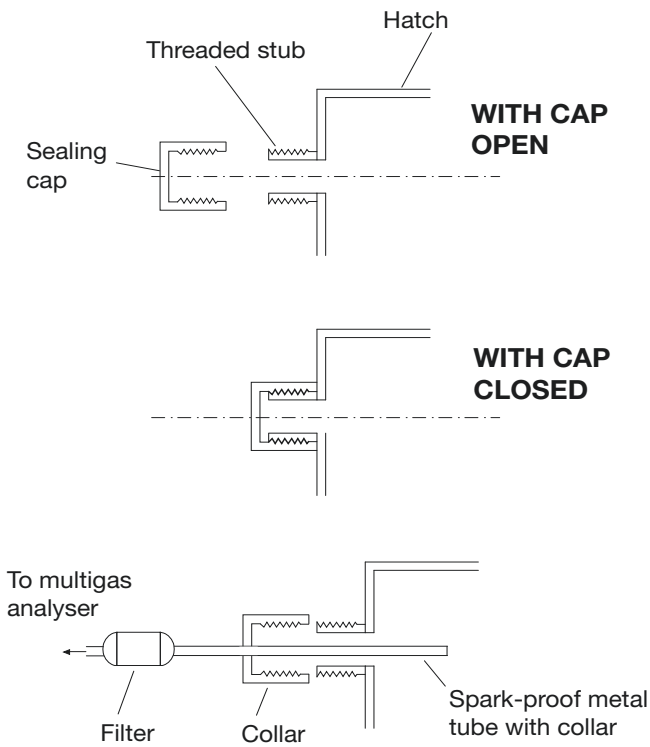 Hatch
Threaded stub
WITH CAP
OPEN
Sealing
cap
WITH CAP
CLOSED
To multigas
analyser
Filter
Collar
Spark-proof metal
tube with collar